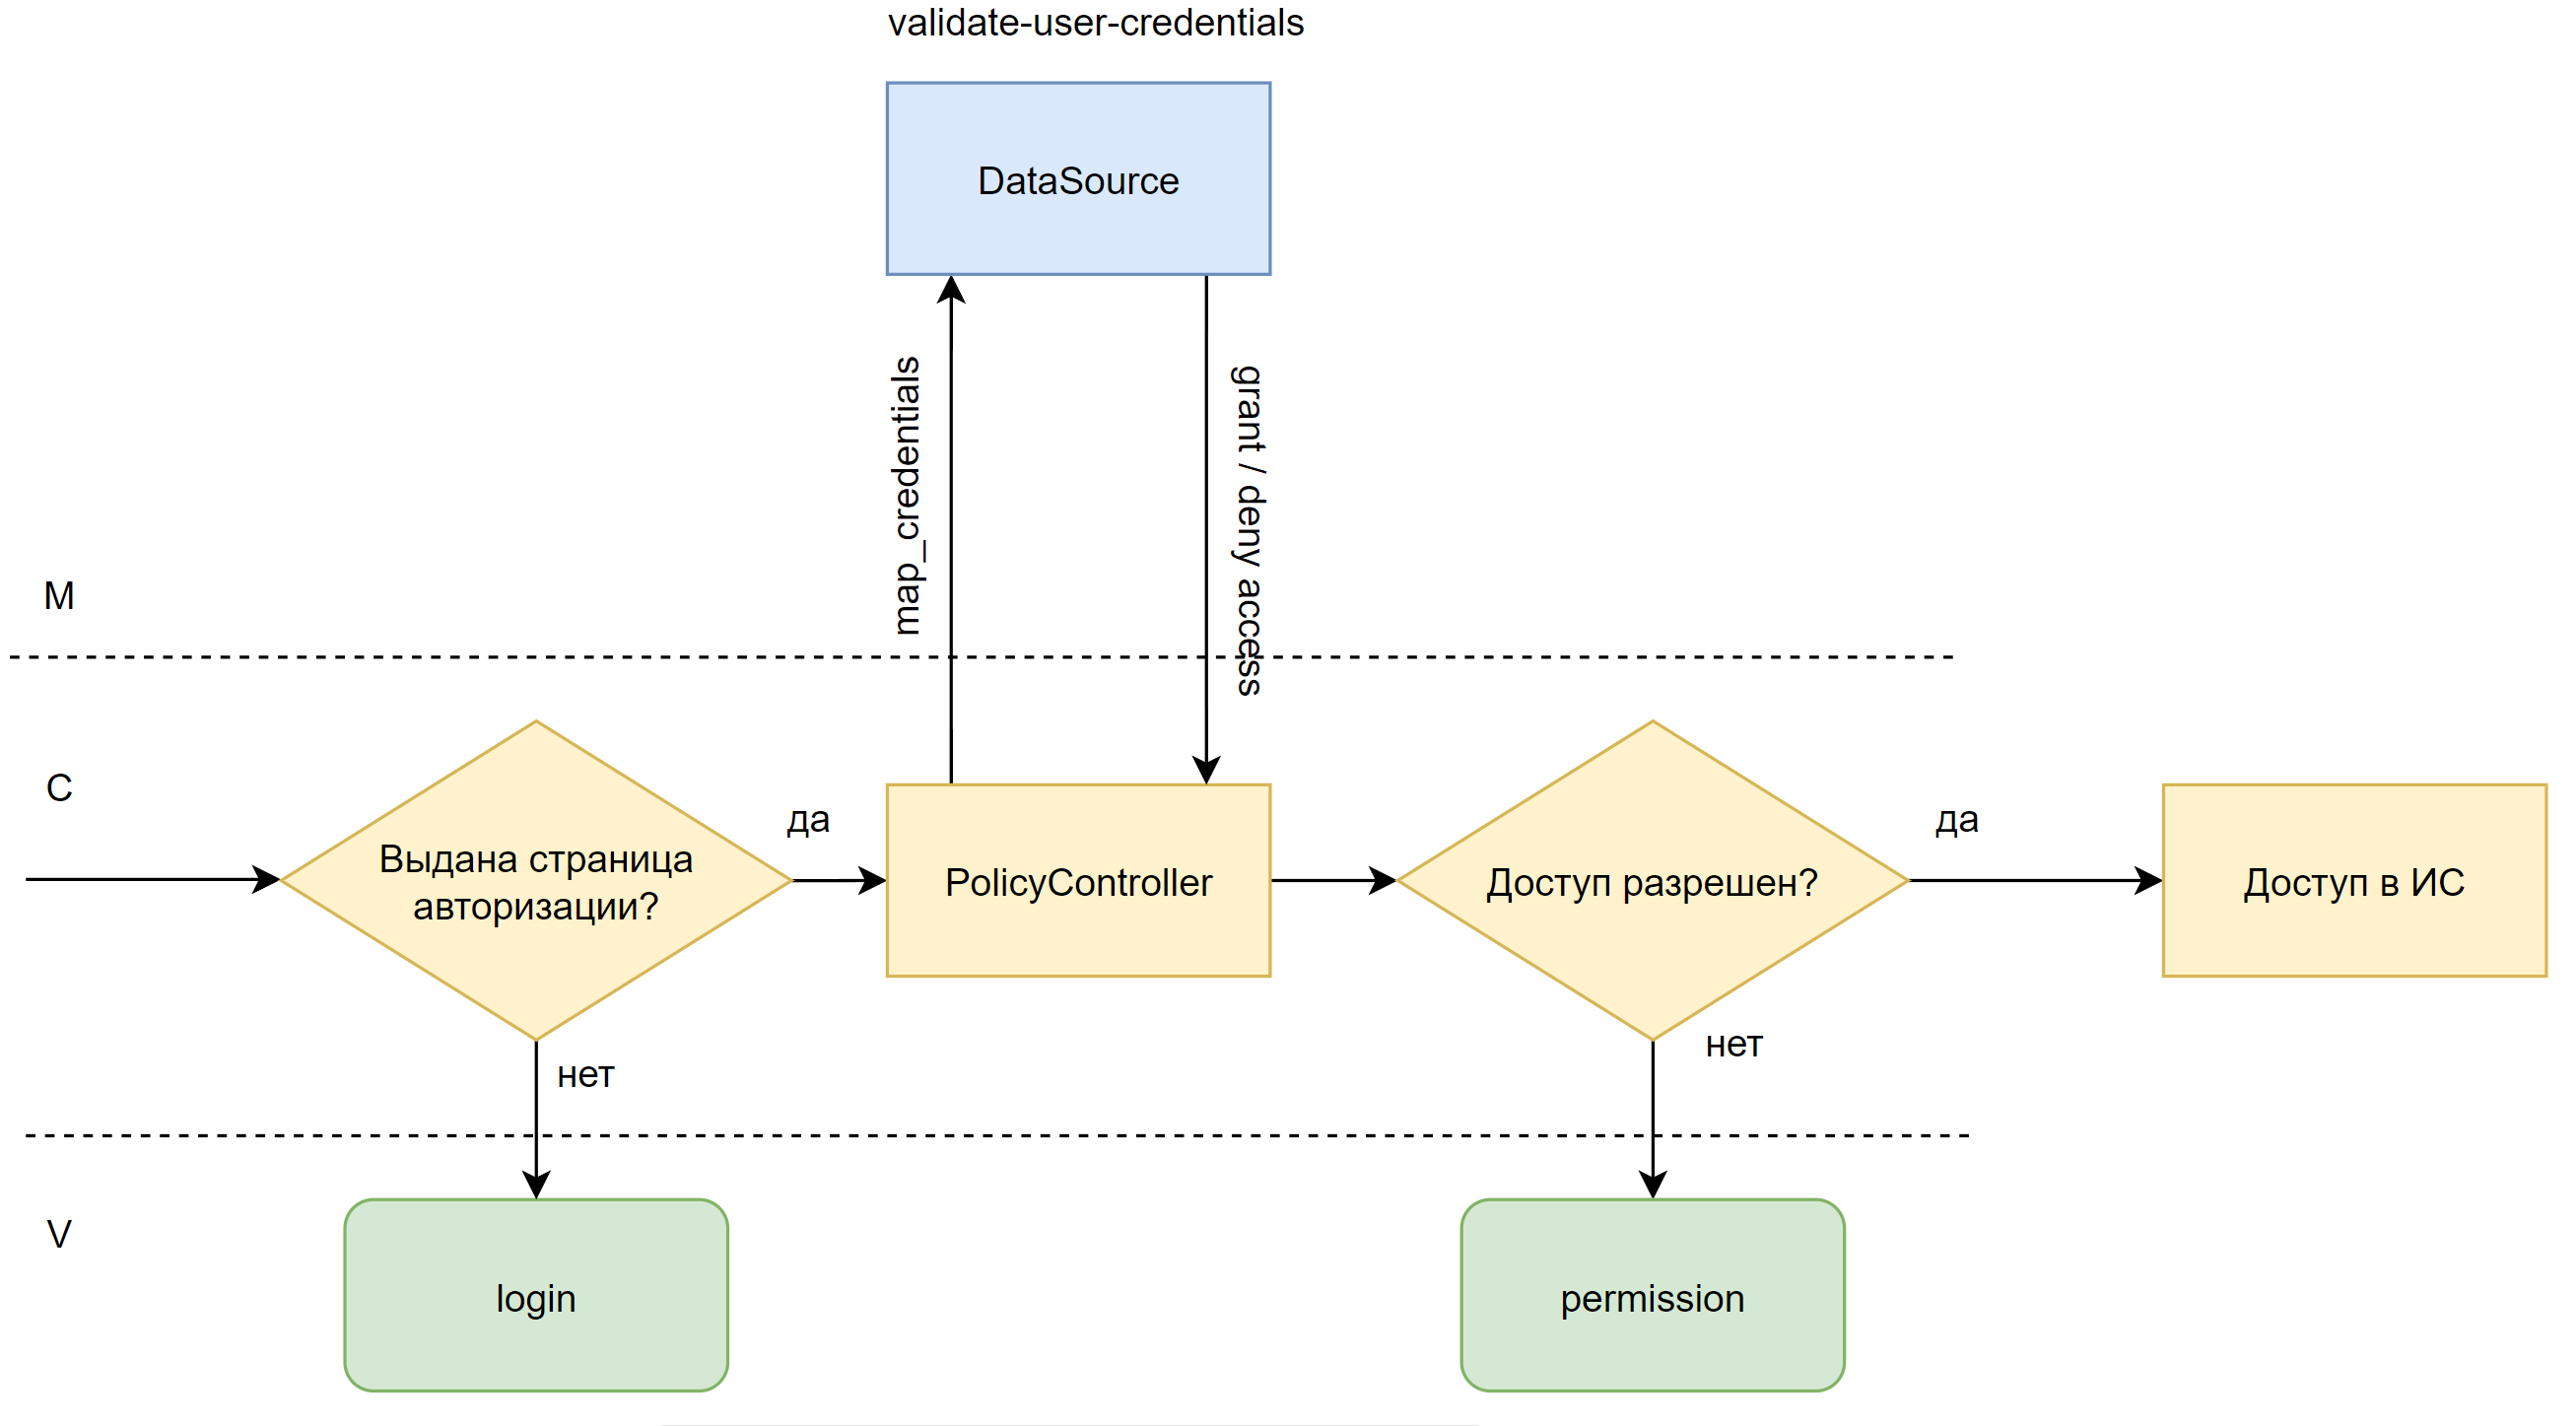 validate-user-credentials
DataSource
map_credentials
grant / deny access
M
C
Выдана страница
авторизации?
да
PolicyController
Доступ разрешен?
да
Доступ в ИС
нет
нет
V
login
permission